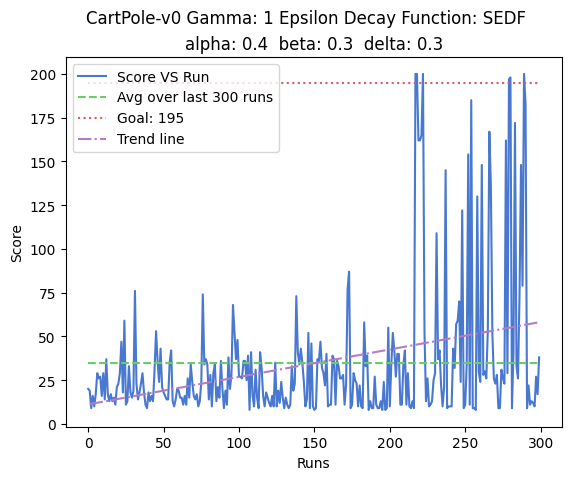 CartPole-v0 Gamma: 1 Epsilon Decay Function: SEDF
alpha: 0.4 beta: 0.3 delta: 0.3
Score VS Run
Avg over last 300 runs
Goal: 195
Trend line
200
175
150
125
100
75
50
25
0
Score
0
50
100
150
200
250
300
Runs